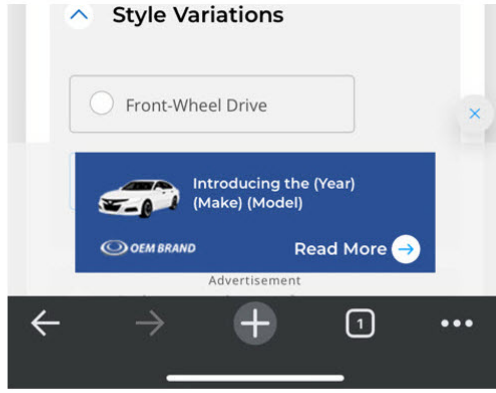 Style Variations
Front-Wheel Drive
Introducing the (Year)
(Make) (Model)
OEM BRAND
Read More
Advertisement
1